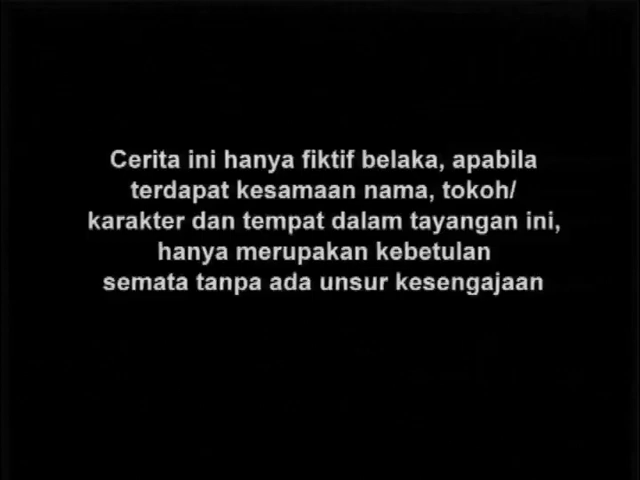 Cerita ini hanya fiktif belaka, apabila
terdapat kesamaan nama, tokoh/
karakter dan tempat dalam tayangan ini,
hanya merupakan kebetulan
semata tanpa ada unsur kesengajaan